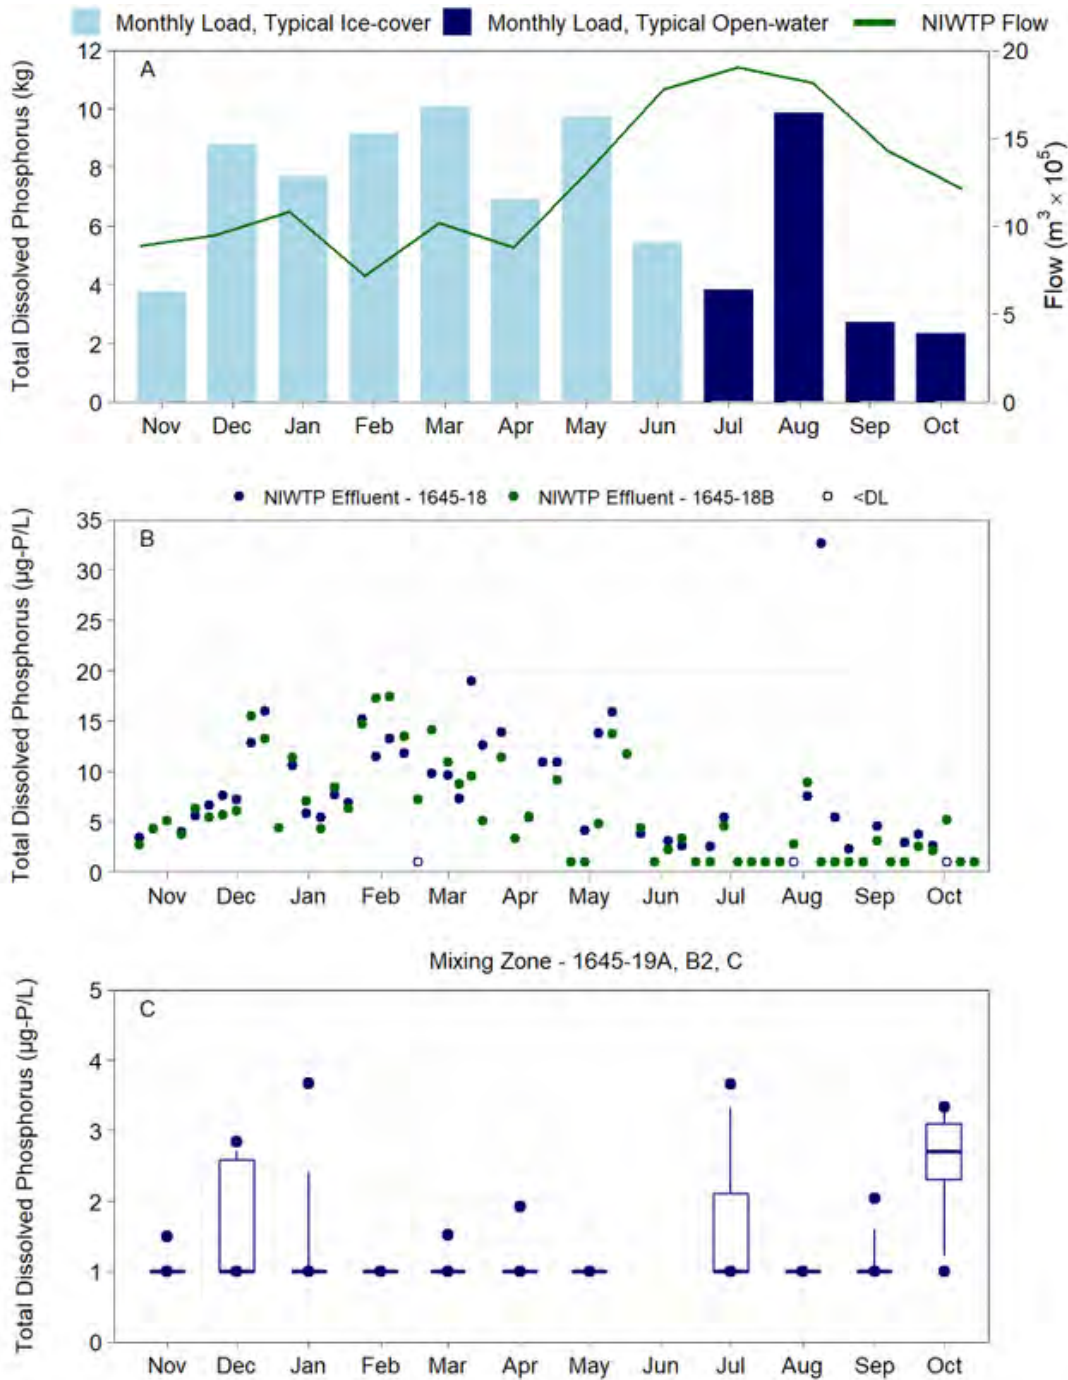 Monthly Load, Typical Ice-cover Monthly Load, Typical Open-water NIWTP Flow
A
Total Dissolved Phosphorus (kg)
12
10
8
6
4
2
0
20
15
10
5
0
Flow (m³ × 10⁵)
Nov Dec Jan Feb Mar Apr May Jun Jul Aug Sep Oct
NIWTP Effluent - 1645-18 NIWTP Effluent - 1645-18B <DL
B
Total Dissolved Phosphorus (µg-P/L)
35
30
25
20
15
10
5
0
Nov Dec Jan Feb Mar Apr May Jun Jul Aug Sep Oct
Mixing Zone - 1645-19A, B2, C
C
Total Dissolved Phosphorus (µg-P/L)
5
4
3
2
1
0
Nov Dec Jan Feb Mar Apr May Jun Jul Aug Sep Oct